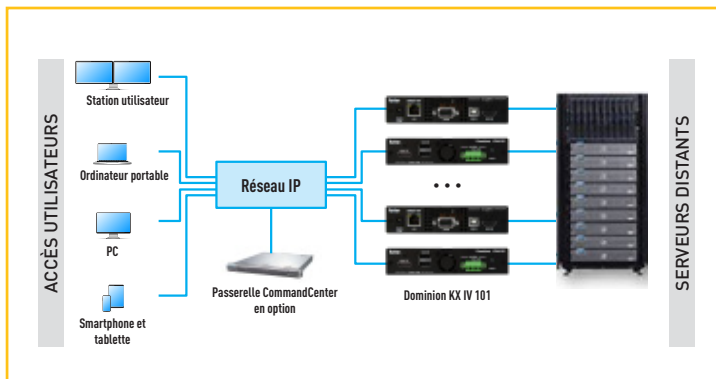 ACCÈS UTILISATEURS
Station utilisateur
Ordinateur portable
PC
Smartphone et
tablette
Réseau IP
Passerelle CommandCenter
en option
Dominion KX IV 101
SERVEURS DISTANTS